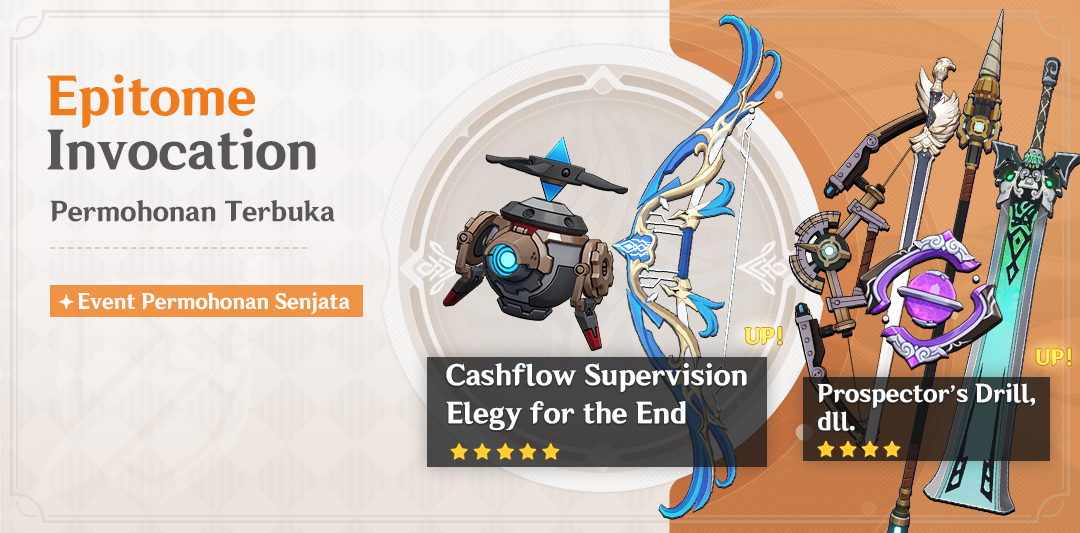 Epitome
Invocation
Permohonan Terbuka
Event Permohonan Senjata
UP!
Cashflow Supervision
Elegy for the End
UP!
Prospector's Drill,
dll.